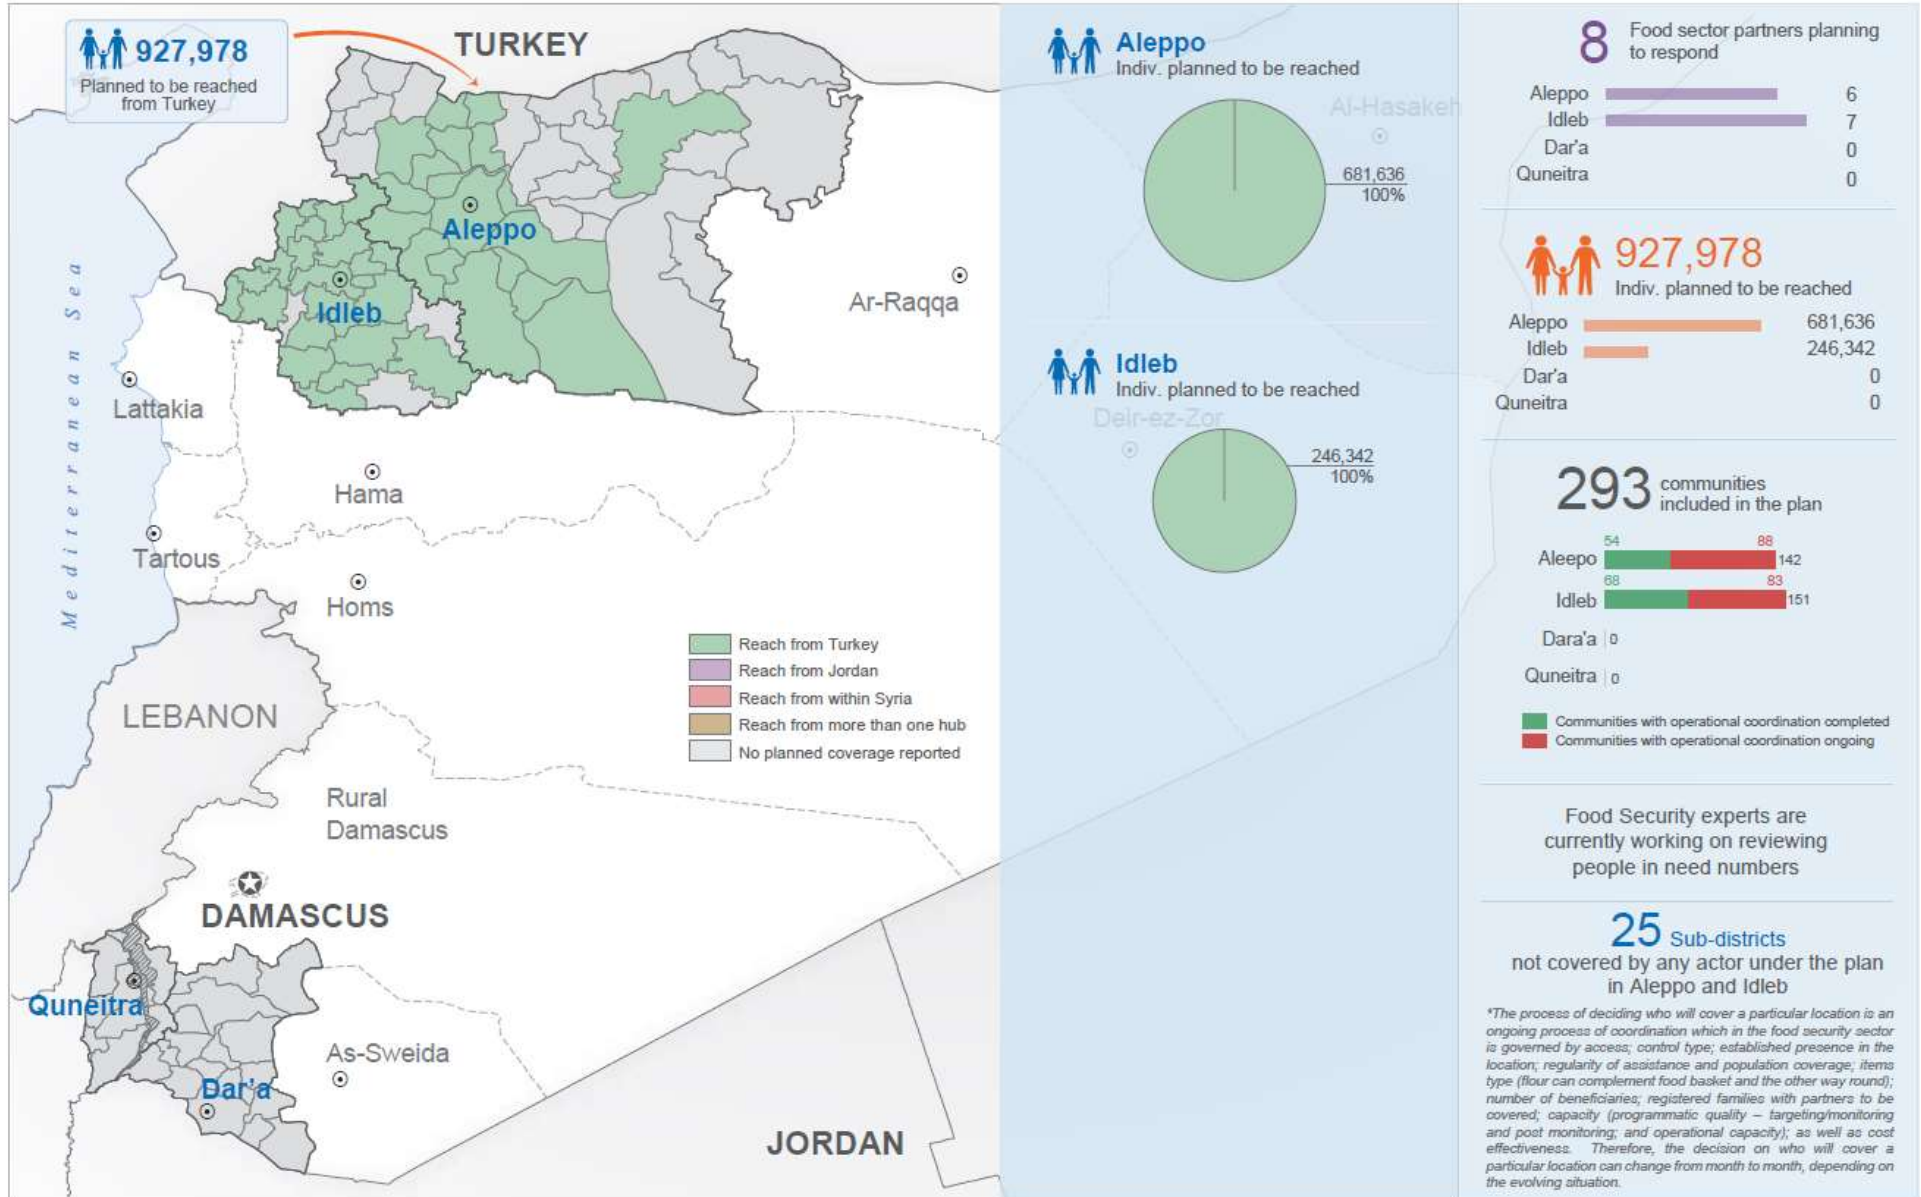 927,978
Planned to be reached
from Turkey
TURKEY
Aleppo
Idleb
Ar-Raqqa
Mediterranean Sea
Lattakia
Hama
Tartous
Homs
LEBANON
Rural
Damascus
DAMASCUS
Quneitra
Dar'a
As-Sweida
JORDAN
Reach from Turkey
Reach from Jordan
Reach from within Syria
Reach from more than one hub
No planned coverage reported
Aleppo
Indiv. planned to be reached
Al-Hasakeh
681,636
100%
Idleb
Indiv. planned to be reached
Deir-ez-Zor
246,342
100%
8 Food sector partners planning
to respond
Aleppo 6
Idleb 7
Dar'a 0
Quneitra 0
927,978
Indiv. planned to be reached
Aleppo 681,636
Idleb 246,342
Dar'a 0
Quneitra 0
293 communities
included in the plan
54 88
Aleepo 142
68 83
Idleb 151
Dara'a 0
Quneitra 0
Communities with operational coordination completed
Communities with operational coordination ongoing
Food Security experts are
currently working on reviewing
people in need numbers
25 Sub-districts
not covered by any actor under the plan
in Aleppo and Idleb
*The process of deciding who will cover a particular location is an
ongoing process of coordination which in the food security sector
is governed by access; control type; established presence in the
location; regularity of assistance and population coverage; items
type (flour can complement food basket and the other way round);
number of beneficiaries; registered families with partners to be
covered; capacity (programmatic quality – targeting/monitoring
and post monitoring; and operational capacity); as well as cost
effectiveness. Therefore, the decision on who will cover a
particular location can change from month to month, depending on
the evolving situation.